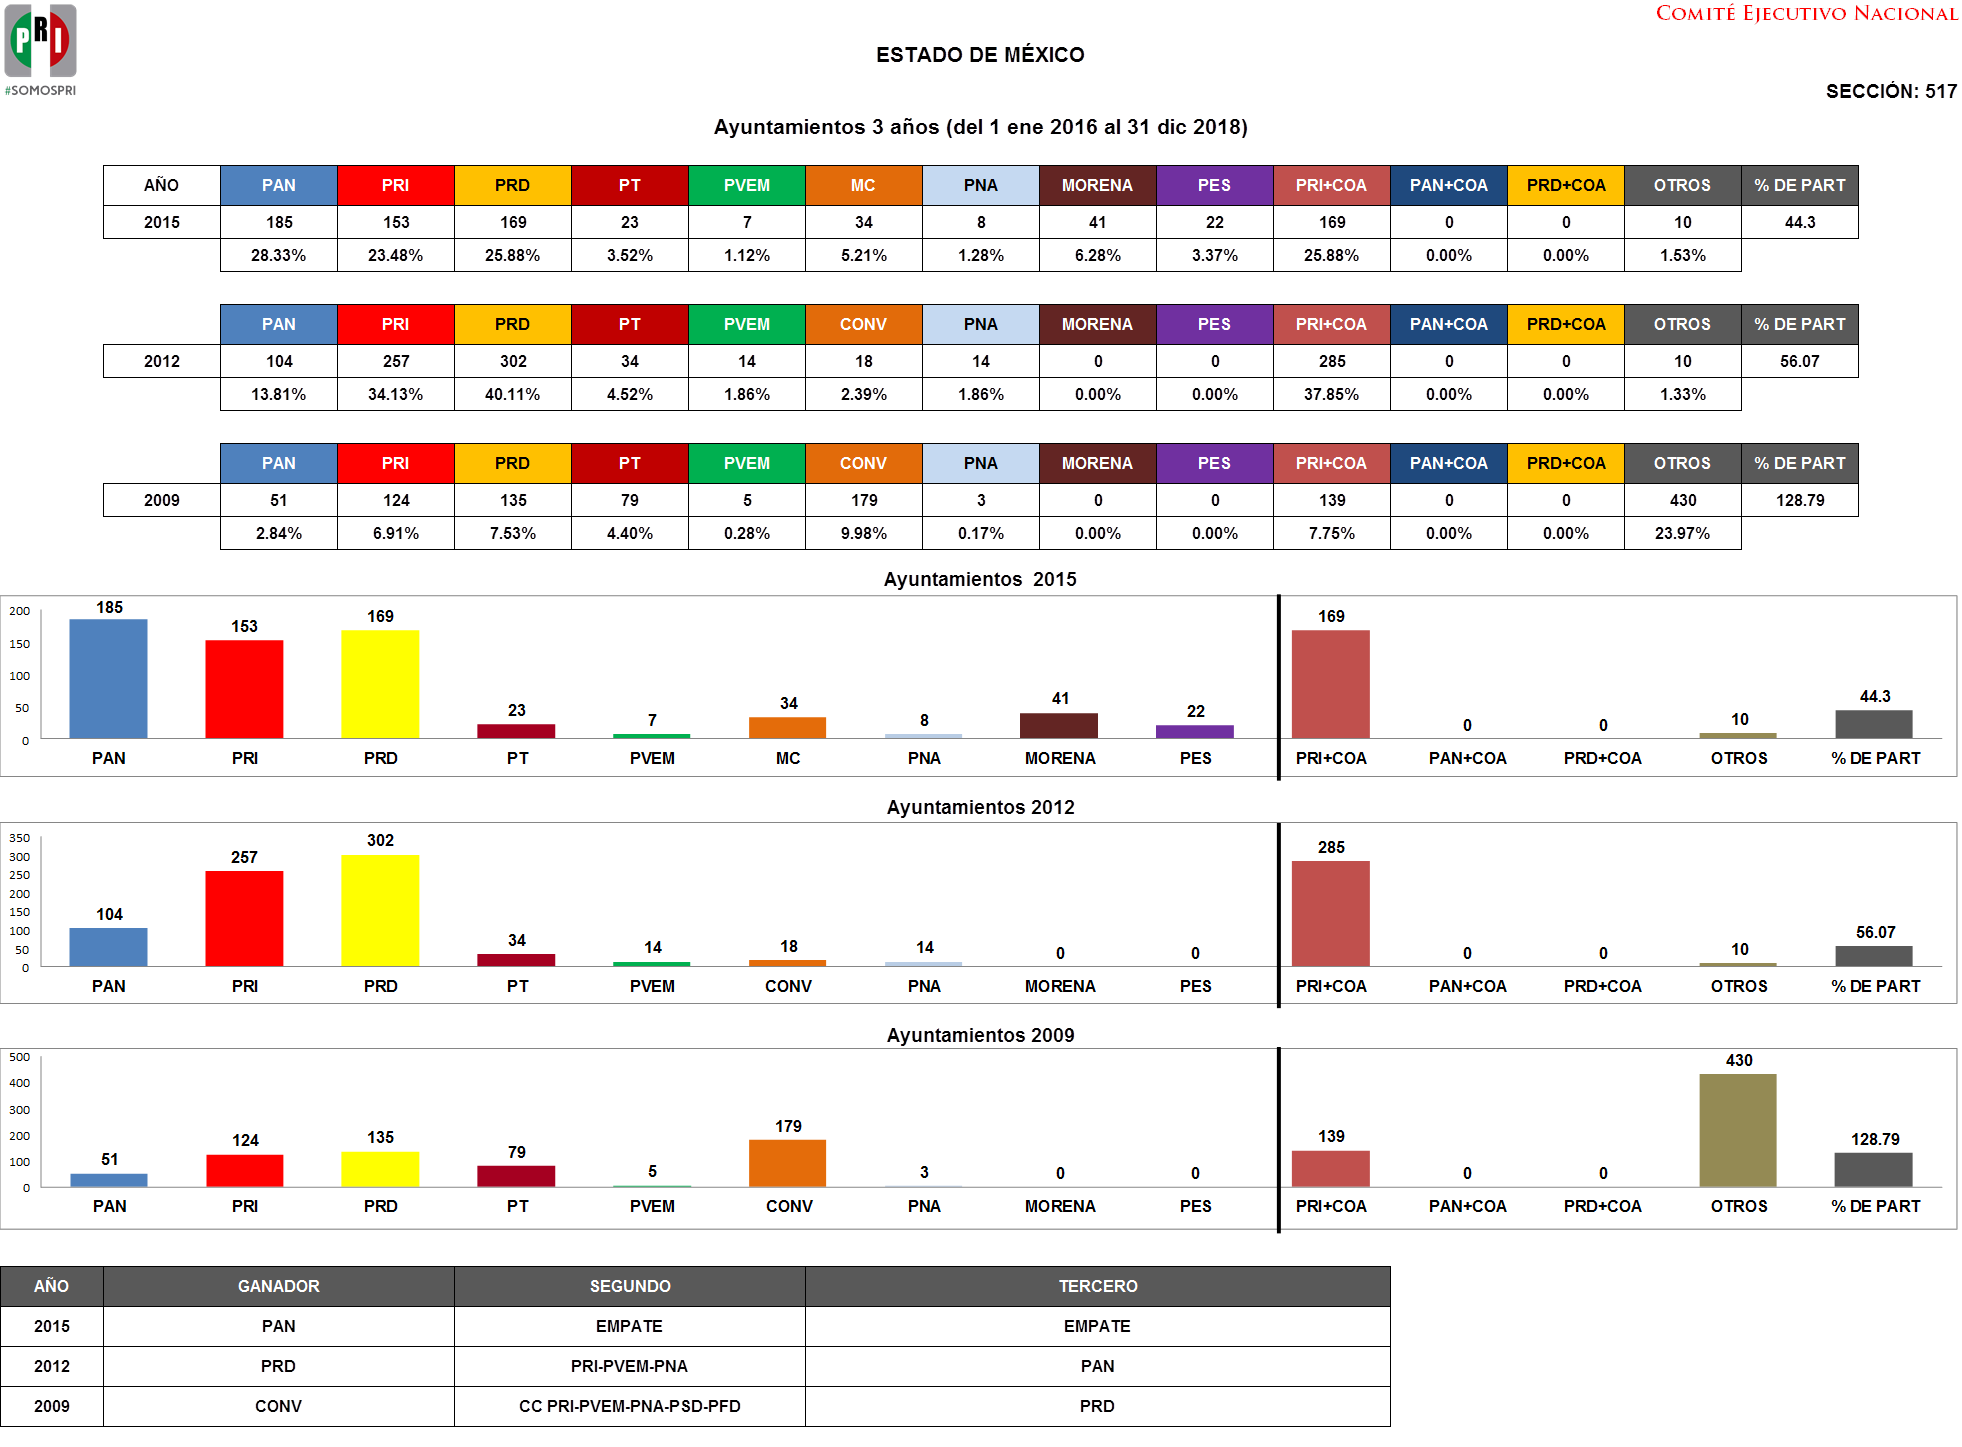 PRI
#SOMOSPRI
COMITÉ EJECUTIVO NACIONAL
ESTADO DE MÉXICO
SECCIÓN: 517
Ayuntamientos 3 años (del 1 ene 2016 al 31 dic 2018)
AÑO PAN PRI PRD PT PVEM MC PNA MORENA PES PRI+COA PAN+COA PRD+COA OTROS % DE PART
2015 185 153 169 23 7 34 8 41 22 169 0 0 10 44.3
28.33% 23.48% 25.88% 3.52% 1.12% 5.21% 1.28% 6.28% 3.37% 25.88% 0.00% 0.00% 1.53%
PAN PRI PRD PT PVEM CONV PNA MORENA PES PRI+COA PAN+COA PRD+COA OTROS % DE PART
2012 104 257 302 34 14 18 14 0 0 285 0 0 10 56.07
13.81% 34.13% 40.11% 4.52% 1.86% 2.39% 1.86% 0.00% 0.00% 37.85% 0.00% 0.00% 1.33%
PAN PRI PRD PT PVEM CONV PNA MORENA PES PRI+COA PAN+COA PRD+COA OTROS % DE PART
2009 51 124 135 79 5 179 3 0 0 139 0 0 430 128.79
2.84% 6.91% 7.53% 4.40% 0.28% 9.98% 0.17% 0.00% 0.00% 7.75% 0.00% 0.00% 23.97%
Ayuntamientos 2015
200
150
100
50
0
185 153 169 23 7 34 8 41 22 169 0 0 10 44.3
PAN PRI PRD PT PVEM MC PNA MORENA PES PRI+COA PAN+COA PRD+COA OTROS % DE PART
Ayuntamientos 2012
350
300
250
200
150
100
50
0
104 257 302 34 14 18 14 0 0 285 0 0 10 56.07
PAN PRI PRD PT PVEM CONV PNA MORENA PES PRI+COA PAN+COA PRD+COA OTROS % DE PART
Ayuntamientos 2009
500
400
300
200
100
0
51 124 135 79 5 179 3 0 0 139 0 0 430 128.79
PAN PRI PRD PT PVEM CONV PNA MORENA PES PRI+COA PAN+COA PRD+COA OTROS % DE PART
AÑO GANADOR SEGUNDO TERCERO
2015 PAN EMPATE EMPATE
2012 PRD PRI-PVEM-PNA PAN
2009 CONV CC PRI-PVEM-PNA-PSD-PFD PRD